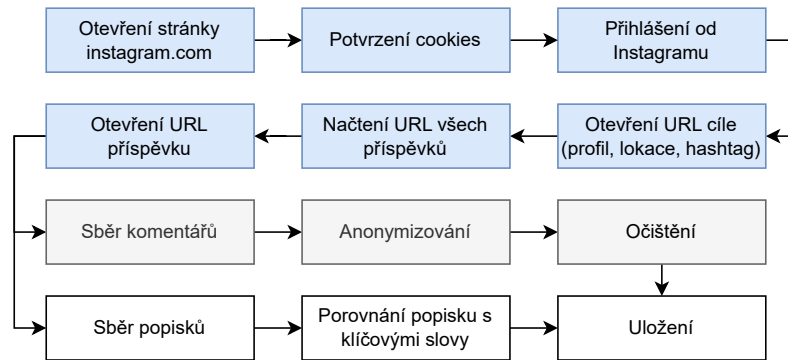 Otevření stránky
instagram.com
Potvrzení cookies
Přihlášení od
Instagramu
Otevření URL
příspěvku
Načtení URL všech
příspěvků
Otevření URL cíle
(profil, lokace, hashtag)
Sběr komentářů
Anonymizování
Očištění
Sběr popisků
Porovnání popisku s
klíčovými slovy
Uložení